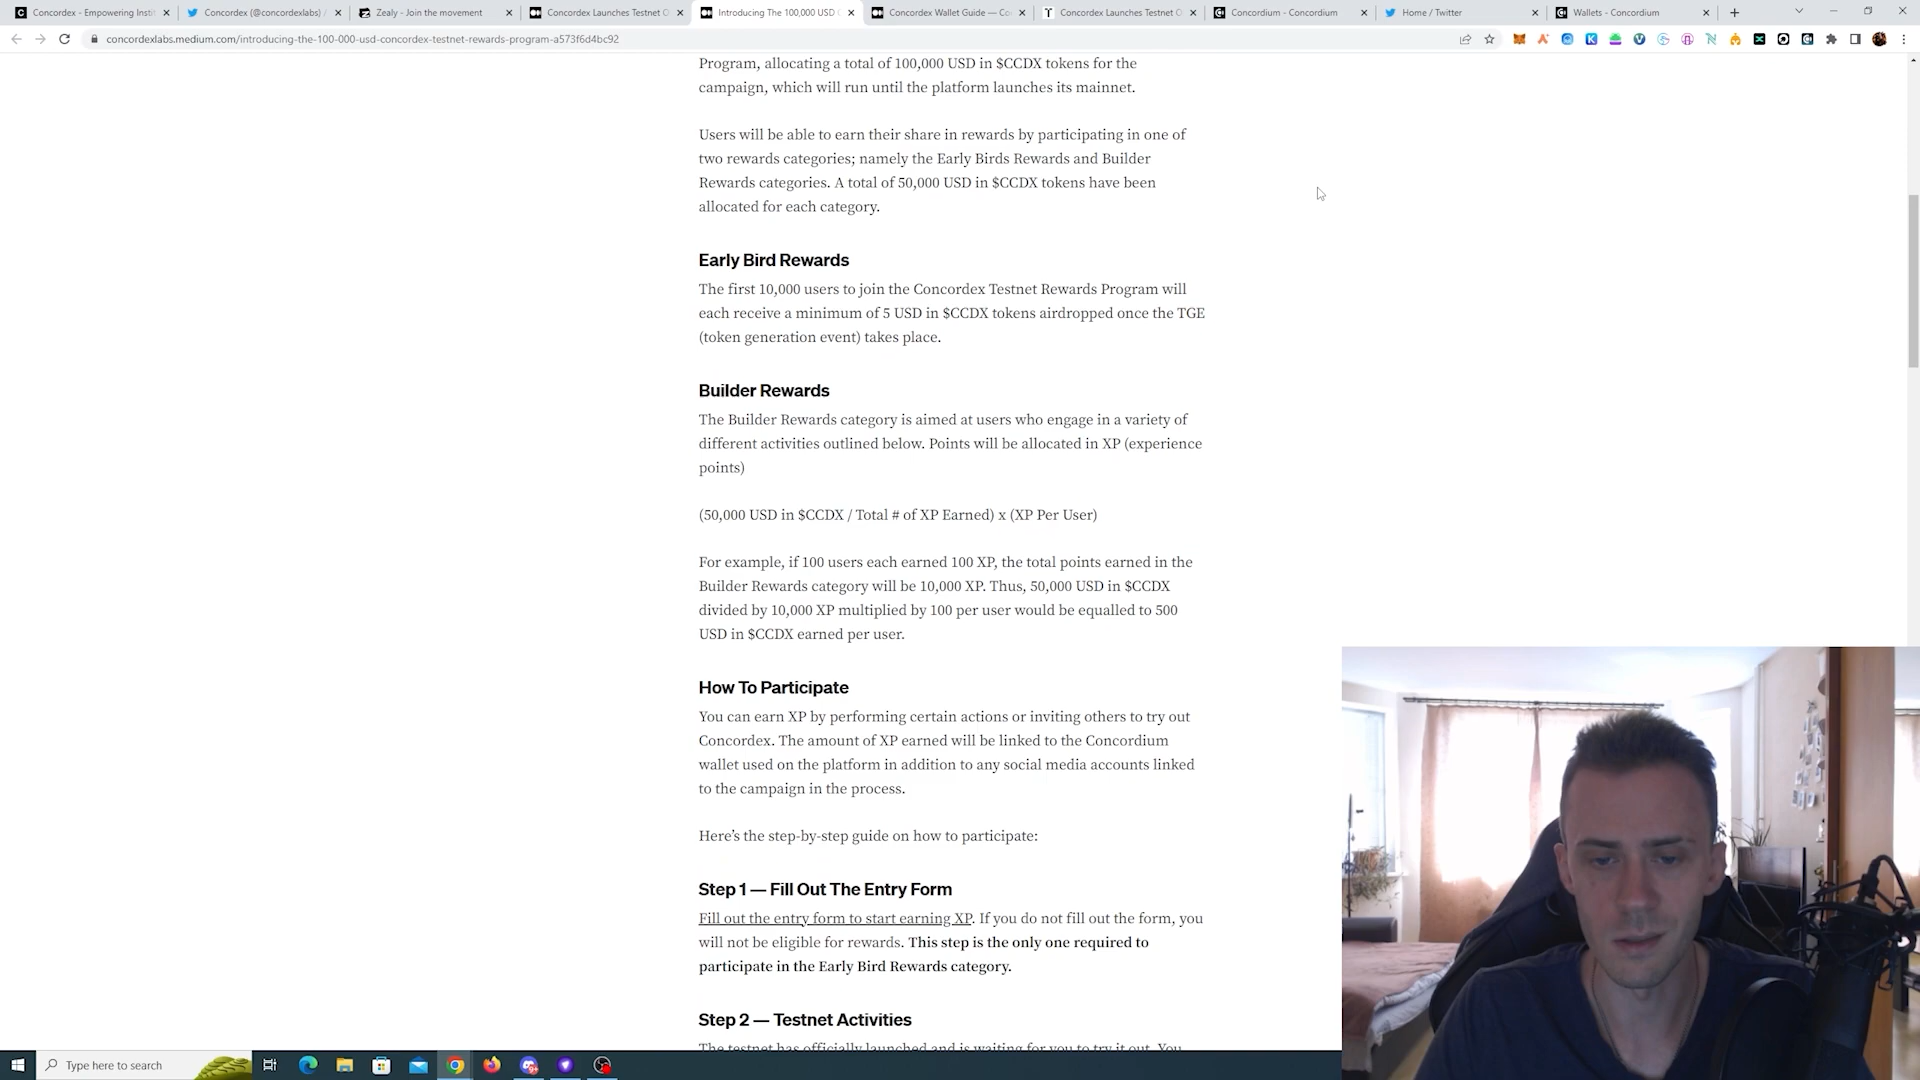 Concordex - Empowering Insti
Concordex (@concordexlabs) /
Zealy - Join the movement
Concordex Launches Testnet C
Introducing The 100,000 USD C
Concordex Wallet Guide — Co
Concordex Launches Testnet C
Concordium - Concordium
Home / Twitter
Wallets - Concordium
concordexlabs.medium.com/introducing-the-100-000-usd-concordex-testnet-rewards-program-a573f6d4bc92
Program, allocating a total of 100,000 USD in $CCDX tokens for the
campaign, which will run until the platform launches its mainnet.
Users will be able to earn their share in rewards by participating in one of
two rewards categories; namely the Early Birds Rewards and Builder
Rewards categories. A total of 50,000 USD in $CCDX tokens have been
allocated for each category.
Early Bird Rewards
The first 10,000 users to join the Concordex Testnet Rewards Program will
each receive a minimum of 5 USD in $CCDX tokens airdropped once the TGE
(token generation event) takes place.
Builder Rewards
The Builder Rewards category is aimed at users who engage in a variety of
different activities outlined below. Points will be allocated in XP (experience
points)
(50,000 USD in $CCDX / Total # of XP Earned) x (XP Per User)
For example, if 100 users each earned 100 XP, the total points earned in the
Builder Rewards category will be 10,000 XP. Thus, 50,000 USD in $CCDX
divided by 10,000 XP multiplied by 100 per user would be equalled to 500
USD in $CCDX earned per user.
How To Participate
You can earn XP by performing certain actions or inviting others to try out
Concordex. The amount of XP earned will be linked to the Concordium
wallet used on the platform in addition to any social media accounts linked
to the campaign in the process.
Here’s the step-by-step guide on how to participate:
Step 1 — Fill Out The Entry Form
Fill out the entry form to start earning XP. If you do not fill out the form, you
will not be eligible for rewards. This step is the only one required to
participate in the Early Bird Rewards category.
Step 2 — Testnet Activities
The testnet has officially launched and is waiting for you to try it out. You
Type here to search